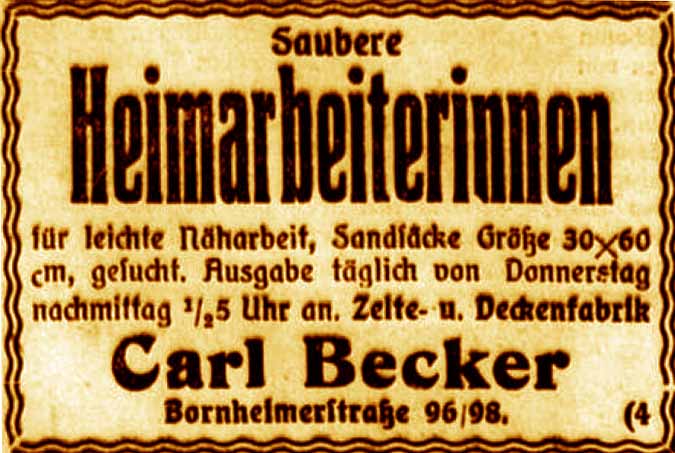 Saubere
Heimarbeiterinnen
für leichte Näharbeit, Sandſäcke Größe 30×60
cm, geſucht. Ausgabe täglich von Donnerstag
nachmittag ¹/₂5 Uhr an. Zelte- u. Deckenfabrik
Carl Becker
Bornheimerſtraße 96/98. (4